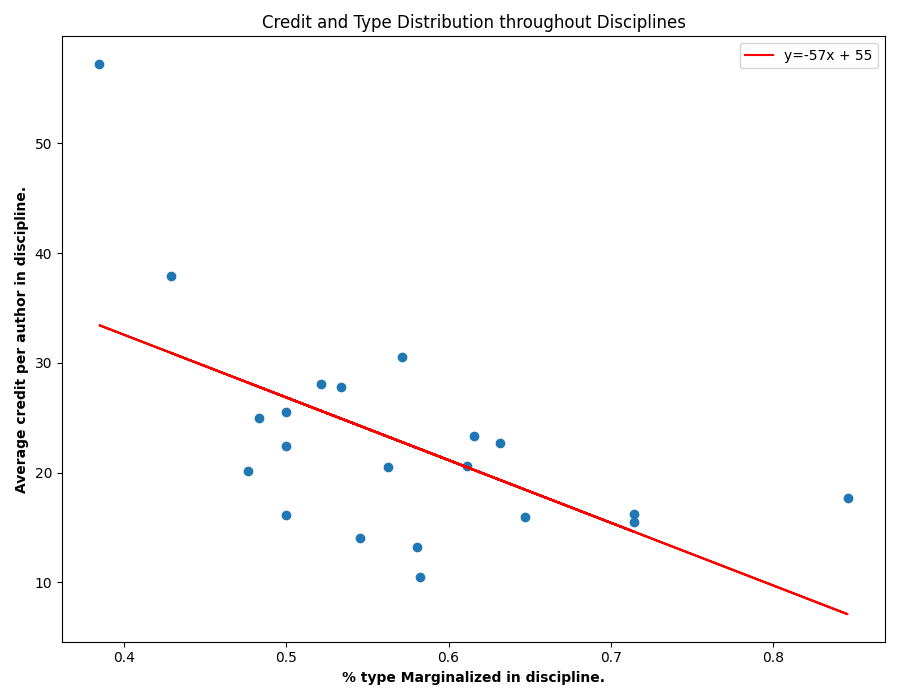 Credit and Type Distribution throughout Disciplines
y=-57x + 55
Average credit per author in discipline.
50
40
30
20
10
0.4 0.5 0.6 0.7 0.8
% type Marginalized in discipline.